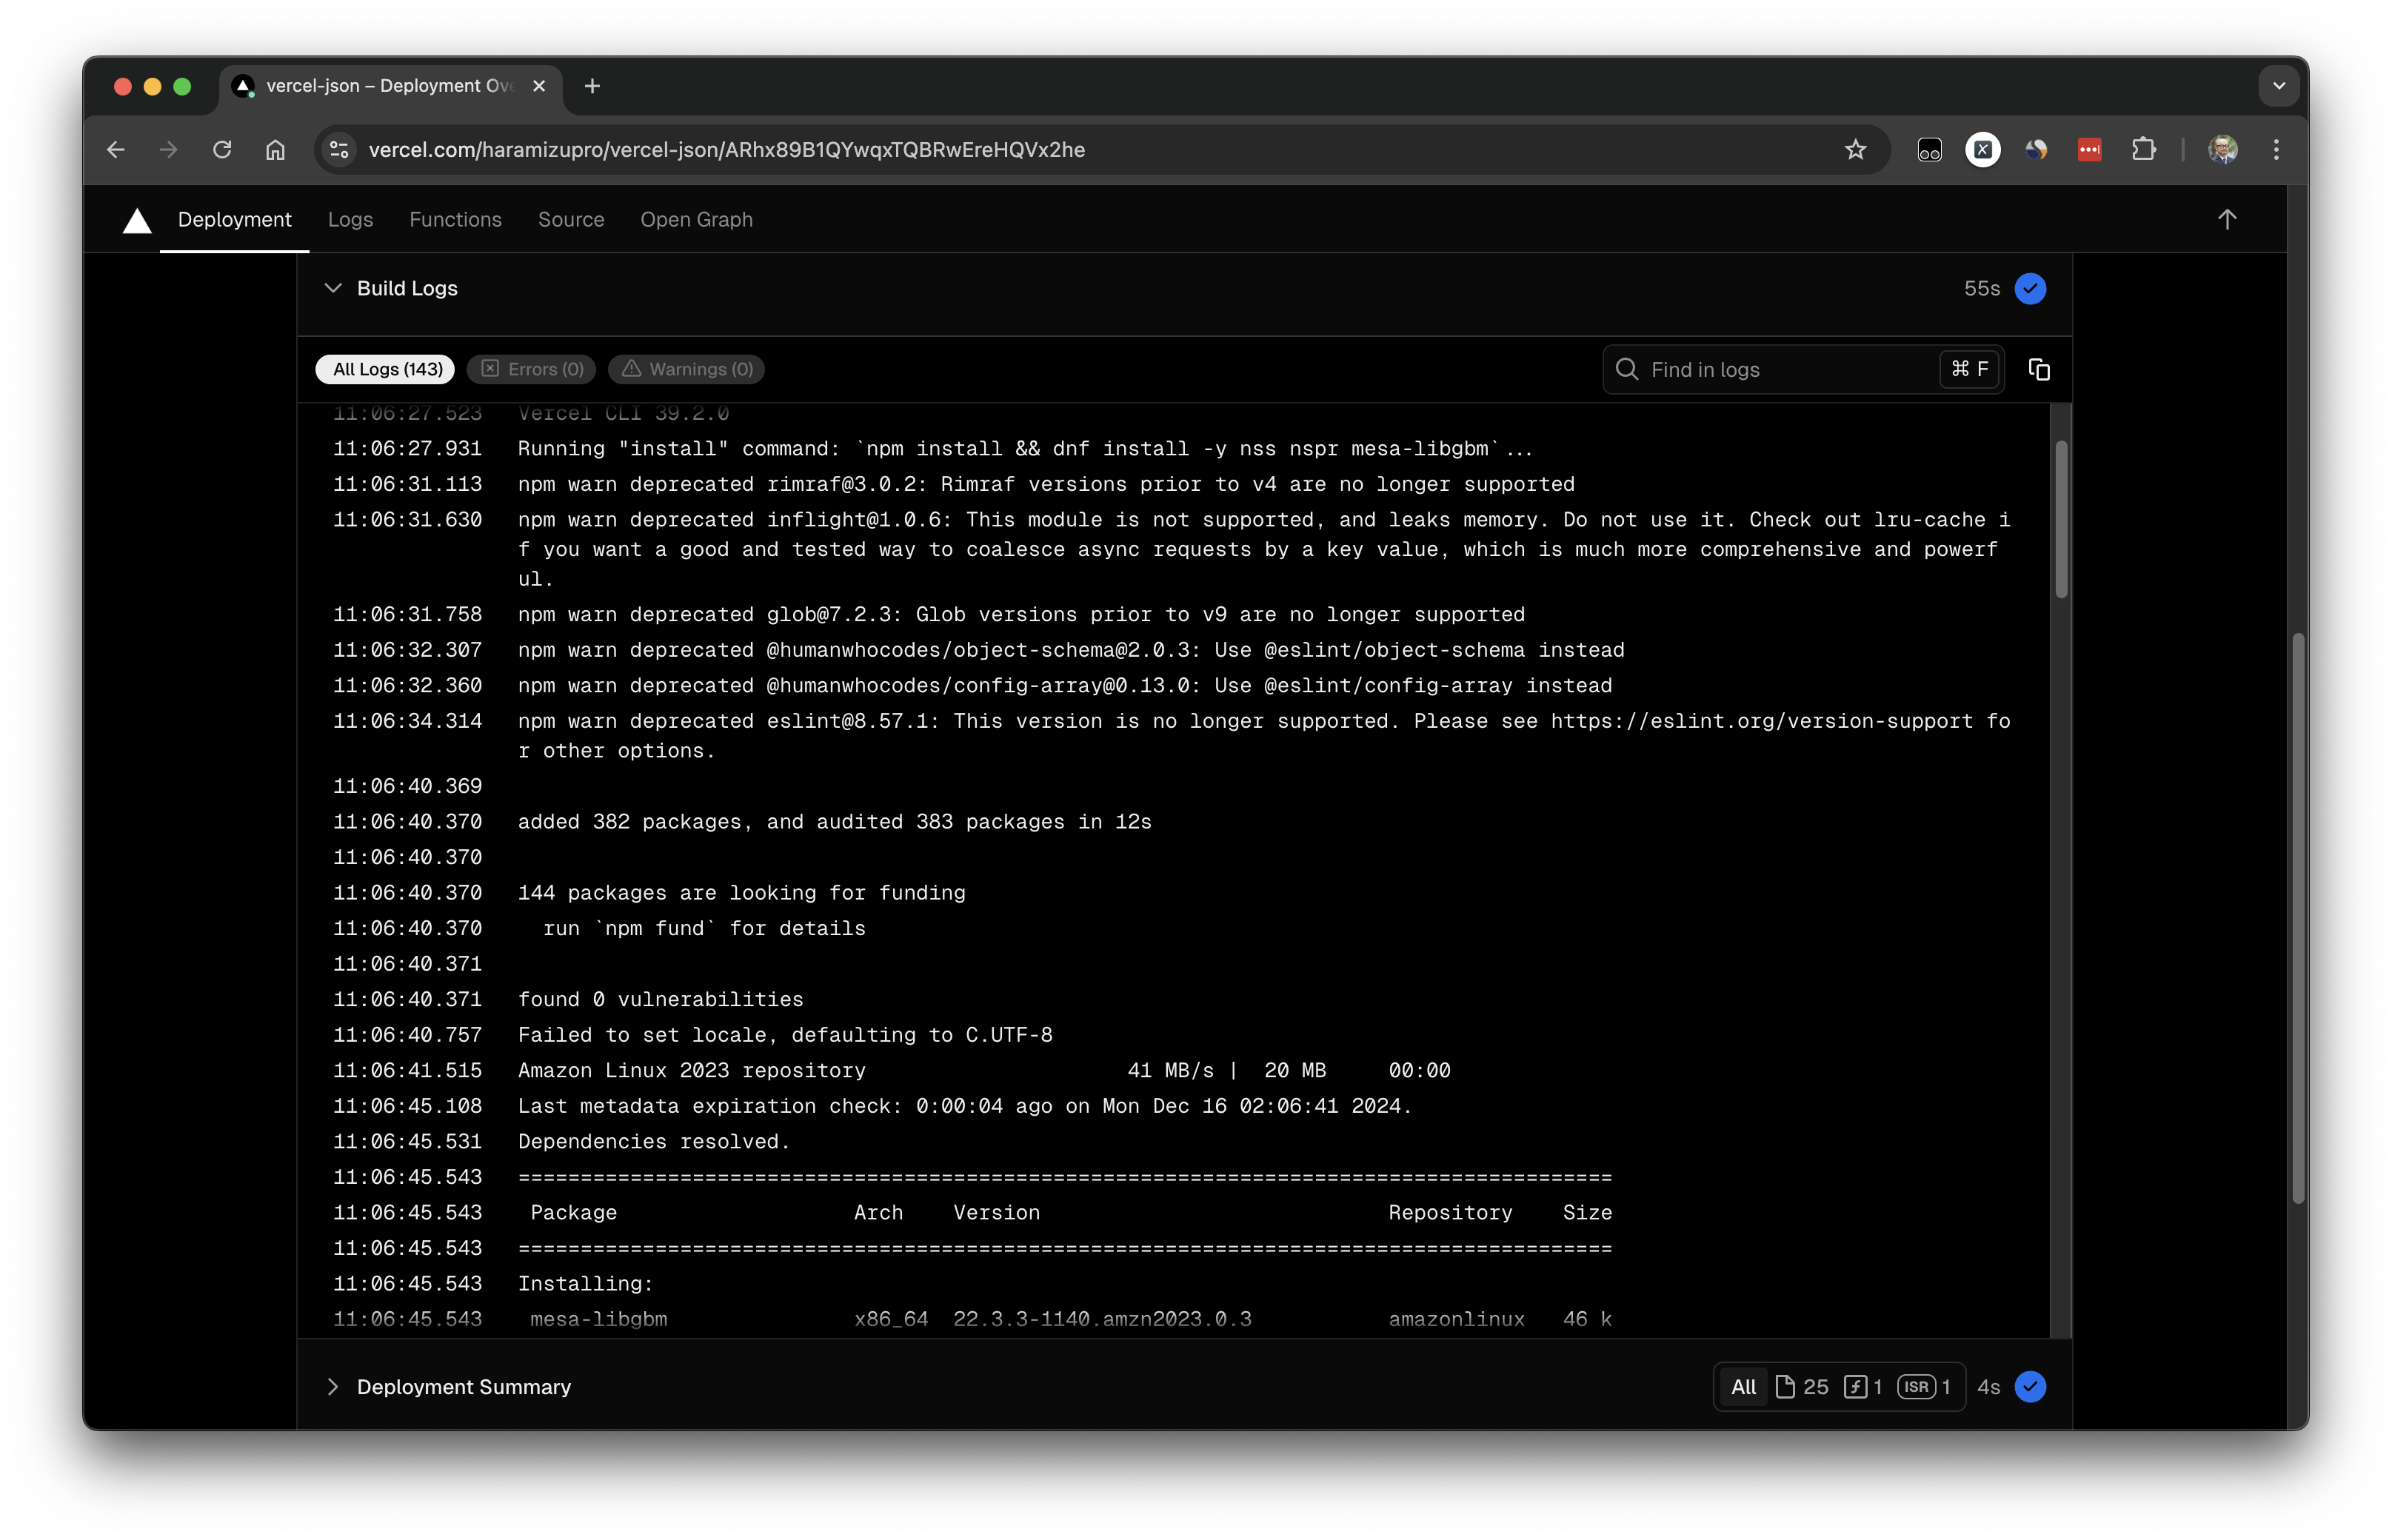 vercel-json – Deployment Ove
vercel.com/haramizupro/vercel-json/ARhx89B1QYwqxTQBRwEreHQVx2he
Deployment Logs Functions Source Open Graph
Build Logs 55s
All Logs (143) Errors (0) Warnings (0) Find in logs ⌘ F
11:06:27.523 Vercel CLI 39.2.0
11:06:27.931 Running "install" command: `npm install && dnf install -y nss nspr mesa-libgbm`...
11:06:31.113 npm warn deprecated rimraf@3.0.2: Rimraf versions prior to v4 are no longer supported
11:06:31.630 npm warn deprecated inflight@1.0.6: This module is not supported, and leaks memory. Do not use it. Check out lru-cache i
f you want a good and tested way to coalesce async requests by a key value, which is much more comprehensive and powerf
ul.
11:06:31.758 npm warn deprecated glob@7.2.3: Glob versions prior to v9 are no longer supported
11:06:32.307 npm warn deprecated @humanwhocodes/object-schema@2.0.3: Use @eslint/object-schema instead
11:06:32.360 npm warn deprecated @humanwhocodes/config-array@0.13.0: Use @eslint/config-array instead
11:06:34.314 npm warn deprecated eslint@8.57.1: This version is no longer supported. Please see https://eslint.org/version-support fo
r other options.
11:06:40.369
11:06:40.370 added 382 packages, and audited 383 packages in 12s
11:06:40.370
11:06:40.370 144 packages are looking for funding
11:06:40.370 run `npm fund` for details
11:06:40.371
11:06:40.371 found 0 vulnerabilities
11:06:40.757 Failed to set locale, defaulting to C.UTF-8
11:06:41.515 Amazon Linux 2023 repository 41 MB/s | 20 MB 00:00
11:06:45.108 Last metadata expiration check: 0:00:04 ago on Mon Dec 16 02:06:41 2024.
11:06:45.531 Dependencies resolved.
11:06:45.543 ========================================================================================
11:06:45.543 Package Arch Version Repository Size
11:06:45.543 ========================================================================================
11:06:45.543 Installing:
11:06:45.543 mesa-libgbm x86_64 22.3.3-1140.amzn2023.0.3 amazonlinux 46 k
Deployment Summary All 25 1 ISR 1 4s